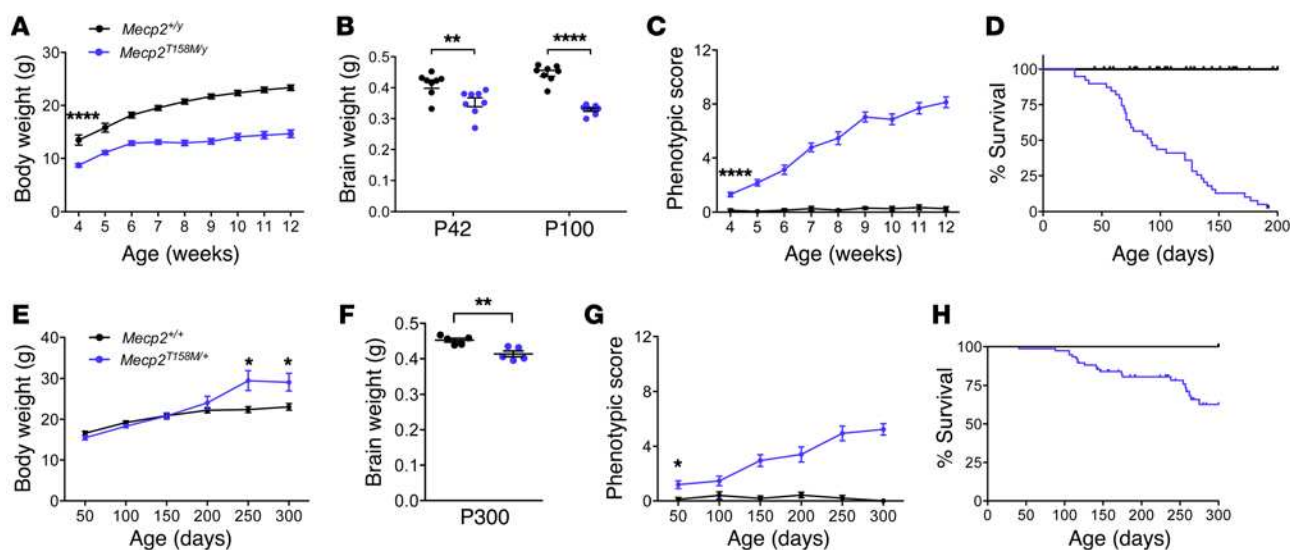 A
Mecp2+/y
Mecp2T158M/y
Body weight (g)
30
20
10
0
****
4 5 6 7 8 9 10 11 12
Age (weeks)
B
Brain weight (g)
0.5
0.4
0.3
0.2
0.1
0.0
**
****
P42 P100
C
Phenotypic score
12
8
4
0
****
4 5 6 7 8 9 10 11 12
Age (weeks)
D
% Survival
100
75
50
25
0
0 50 100 150 200
Age (days)
E
Mecp2+/+
Mecp2T158M/+
Body weight (g)
40
30
20
10
0
* *
50 100 150 200 250 300
Age (days)
F
Brain weight (g)
0.5
0.4
0.3
0.2
0.1
0.0
**
P300
G
Phenotypic score
12
8
4
0
*
50 100 150 200 250 300
Age (days)
H
% Survival
100
75
50
25
0
0 50 100 150 200 250 300
Age (days)